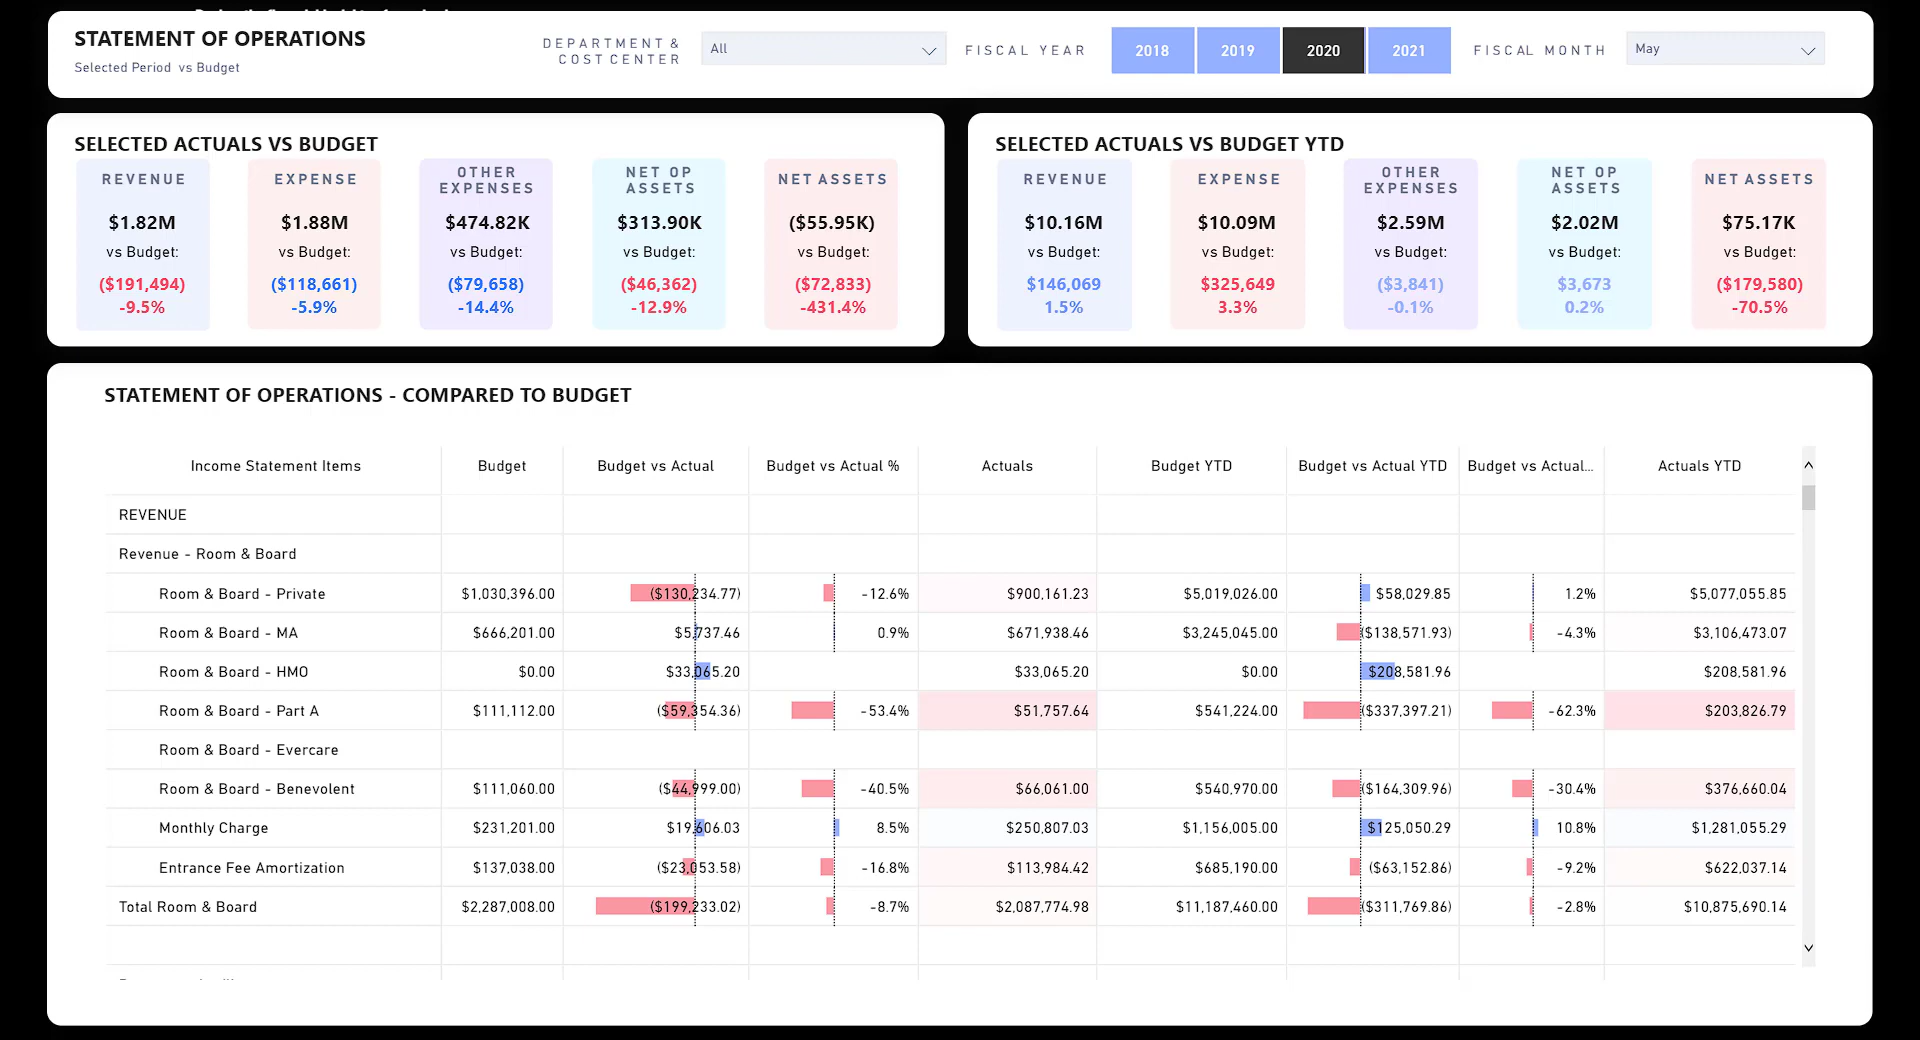 STATEMENT OF OPERATIONS
Selected Period vs Budget
DEPARTMENT &
COST CENTER
All
FISCAL YEAR
2018 2019 2020 2021
FISCAL MONTH
May
SELECTED ACTUALS VS BUDGET
REVENUE
$1.82M
vs Budget:
($191,494)
-9.5%
EXPENSE
$1.88M
vs Budget:
($118,661)
-5.9%
OTHER
EXPENSES
$474.82K
vs Budget:
($79,658)
-14.4%
NET OP
ASSETS
$313.90K
vs Budget:
($46,362)
-12.9%
NET ASSETS
($55.95K)
vs Budget:
($72,833)
-431.4%
SELECTED ACTUALS VS BUDGET YTD
REVENUE
$10.16M
vs Budget:
$146,069
1.5%
EXPENSE
$10.09M
vs Budget:
$325,649
3.3%
OTHER
EXPENSES
$2.59M
vs Budget:
($3,841)
-0.1%
NET OP
ASSETS
$2.02M
vs Budget:
$3,673
0.2%
NET ASSETS
$75.17K
vs Budget:
($179,580)
-70.5%
STATEMENT OF OPERATIONS - COMPARED TO BUDGET
Income Statement Items Budget Budget vs Actual Budget vs Actual % Actuals Budget YTD Budget vs Actual YTD Budget vs Actual... Actuals YTD
REVENUE
Revenue - Room & Board
Room & Board - Private $1,030,396.00 ($130,234.77) -12.6% $900,161.23 $5,019,026.00 $58,029.85 1.2% $5,077,055.85
Room & Board - MA $666,201.00 $5,737.46 0.9% $671,938.46 $3,245,045.00 ($138,571.93) -4.3% $3,106,473.07
Room & Board - HMO $0.00 $33,065.20 $33,065.20 $0.00 $208,581.96 $208,581.96
Room & Board - Part A $111,112.00 ($59,354.36) -53.4% $51,757.64 $541,224.00 ($337,397.21) -62.3% $203,826.79
Room & Board - Evercare
Room & Board - Benevolent $111,060.00 ($44,999.00) -40.5% $66,061.00 $540,970.00 ($164,309.96) -30.4% $376,660.04
Monthly Charge $231,201.00 $19,606.03 8.5% $250,807.03 $1,156,005.00 $125,050.29 10.8% $1,281,055.29
Entrance Fee Amortization $137,038.00 ($23,053.58) -16.8% $113,984.42 $685,190.00 ($63,152.86) -9.2% $622,037.14
Total Room & Board $2,287,008.00 ($199,233.02) -8.7% $2,087,774.98 $11,187,460.00 ($311,769.86) -2.8% $10,875,690.14